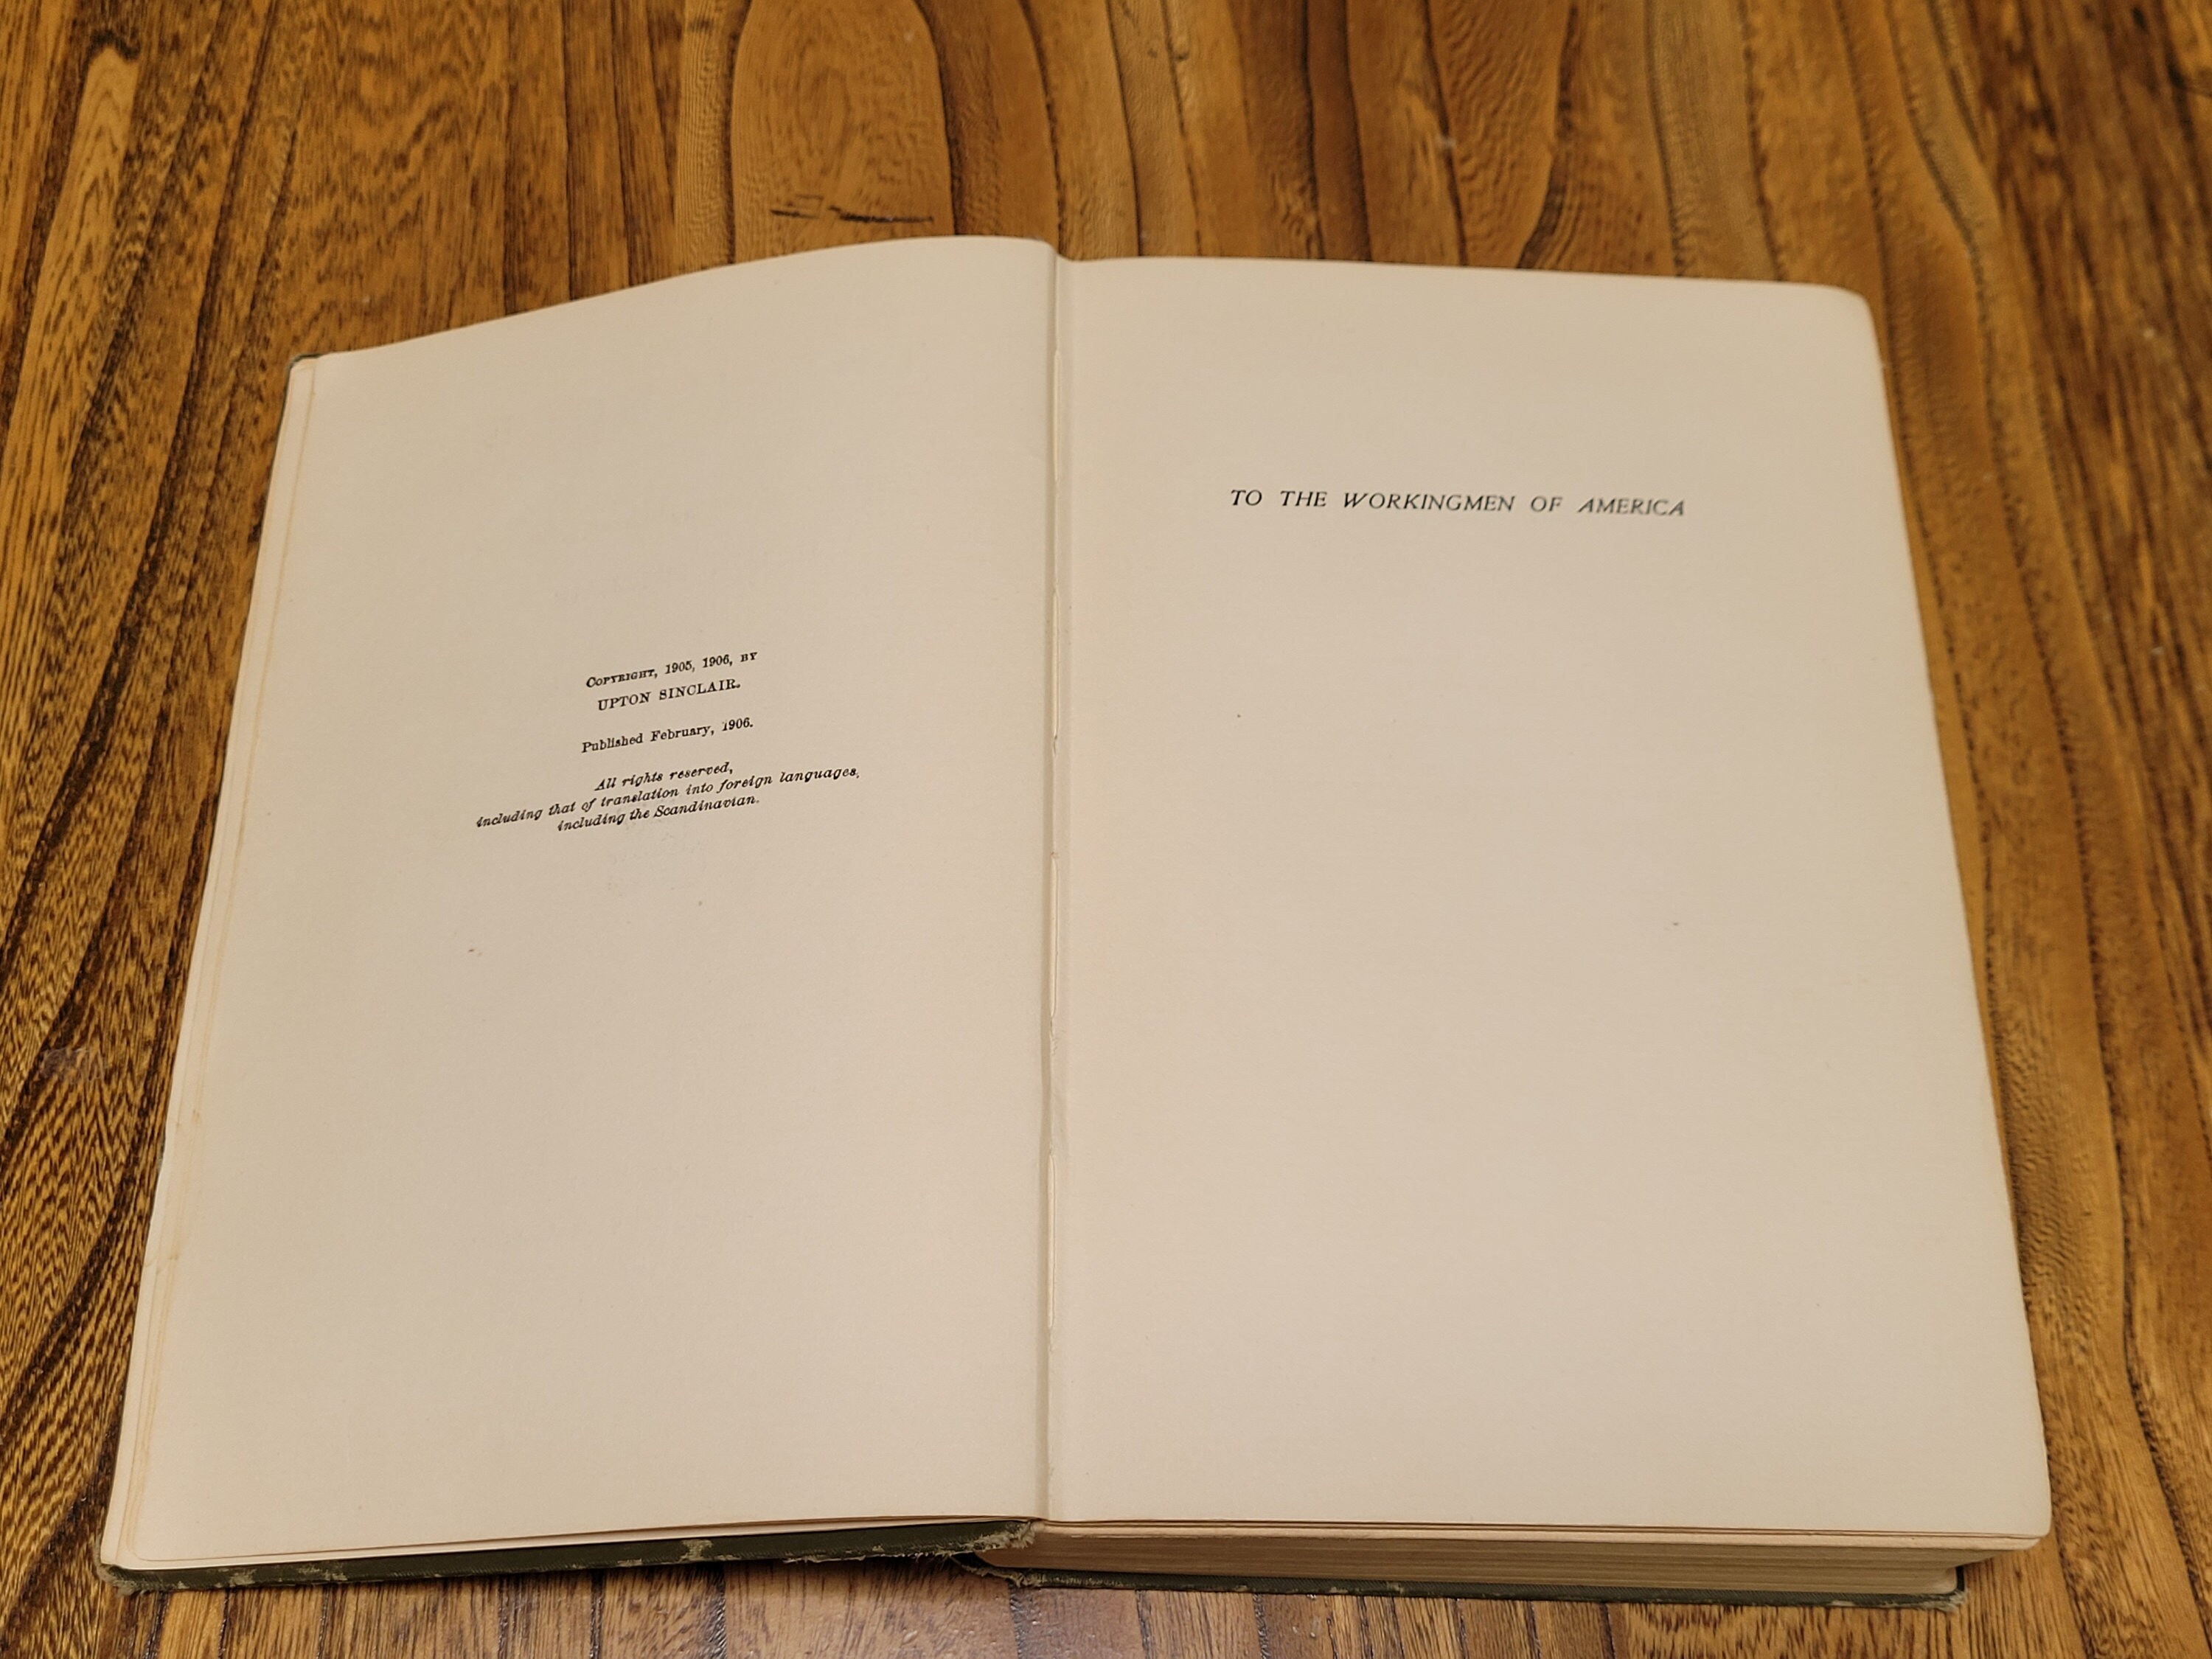 COPYRIGHT, 1905, 1906, BY
UPTON SINCLAIR.
Published February, 1906.
All rights reserved,
including that of translation into foreign languages,
including the Scandinavian.
TO THE WORKINGMEN OF AMERICA